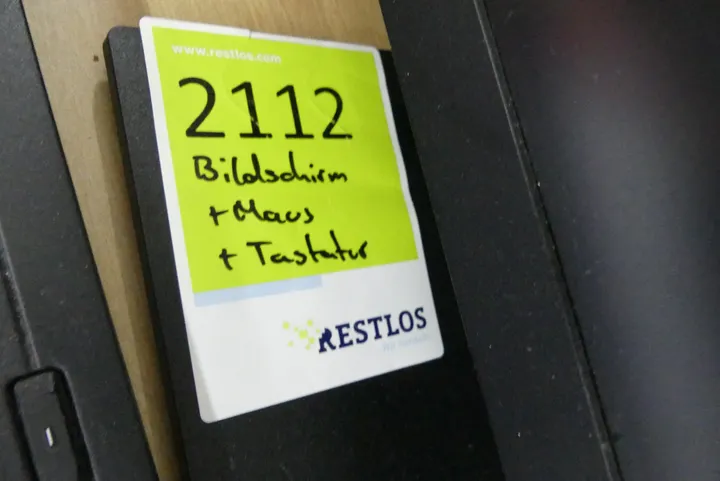 www.restlos.com
2112
Bildschirm
+ Maus
+ Tastatur
RESTLOS